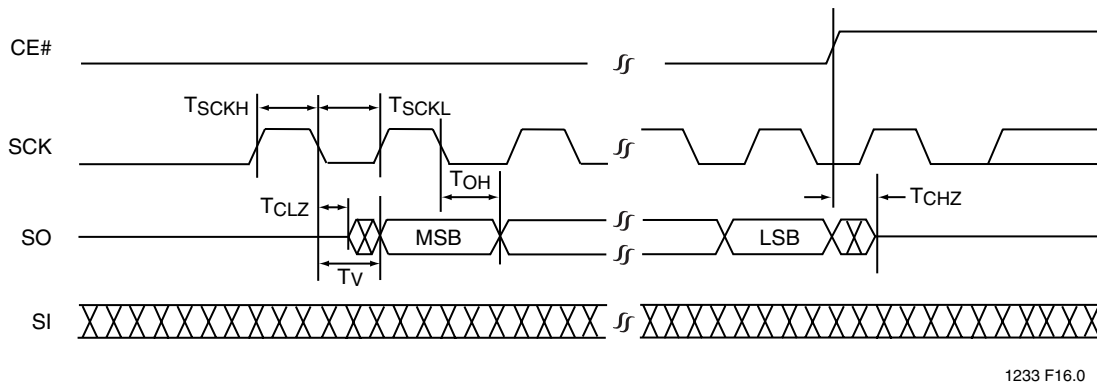 CE#
TSCKH
TSCKL
SCK
TOH
TCLZ
TCHZ
SO
MSB
LSB
TV
SI
1233 F16.0